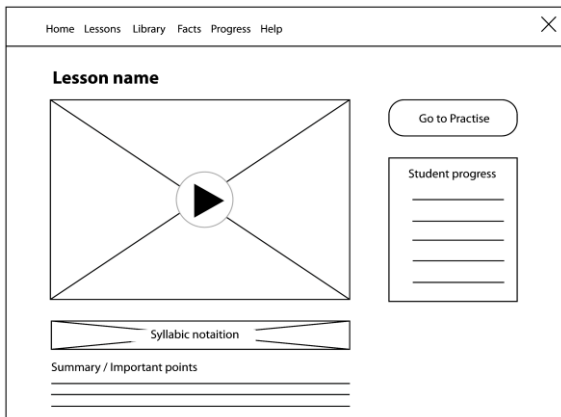 Home Lessons Library Facts Progress Help
Lesson name
Go to Practise
Student progress
Syllabic notaition
Summary / Important points